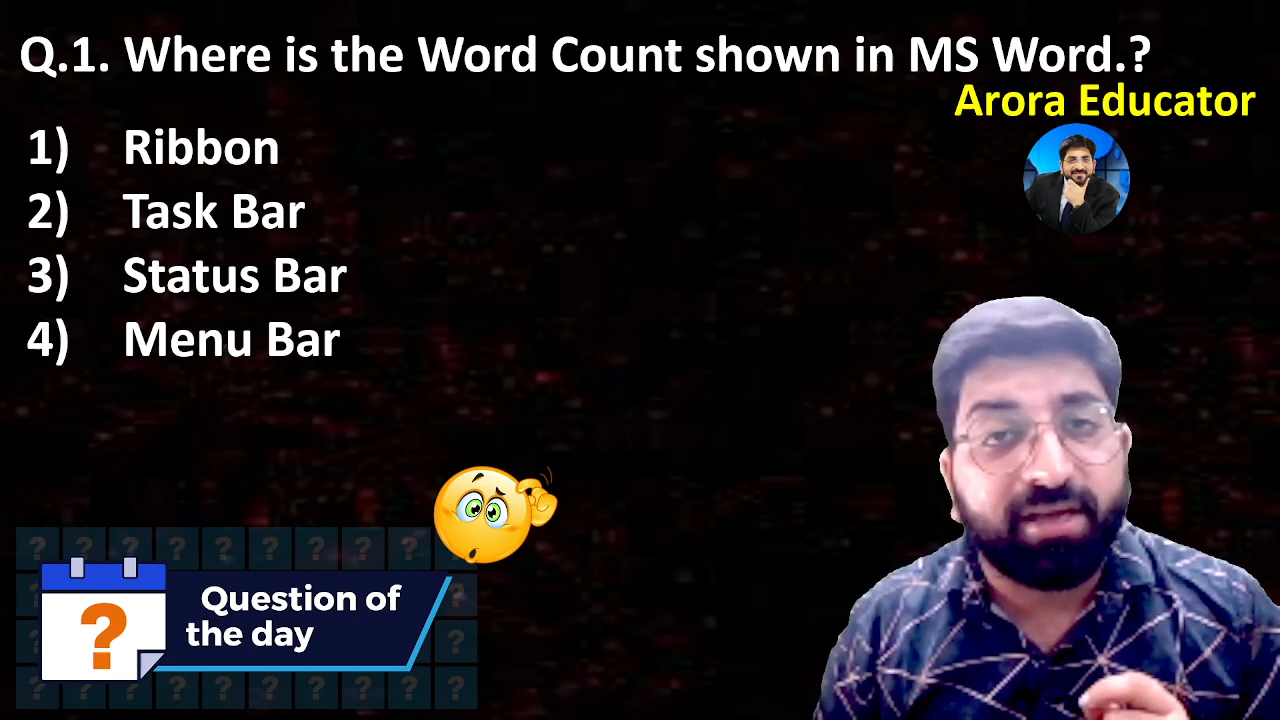 Q.1. Where is the Word Count shown in MS Word.?
Arora Educator
1) Ribbon
2) Task Bar
3) Status Bar
4) Menu Bar
? ? ? ? ? ? ? ? ?
?
Question of
the day
?
?
? ? ? ? ? ? ? ? ? ?